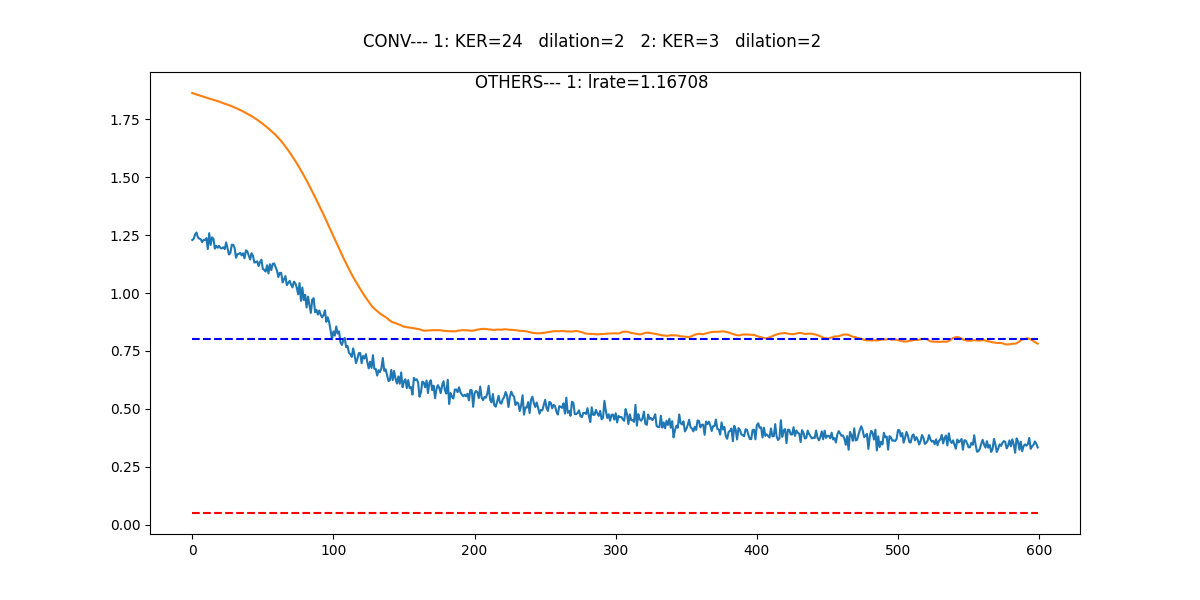 CONV--- 1: KER=24   dilation=2   2: KER=3   dilation=2
OTHERS--- 1: lrate=1.16708
1.75
1.50
1.25
1.00
0.75
0.50
0.25
0.00
0 100 200 300 400 500 600